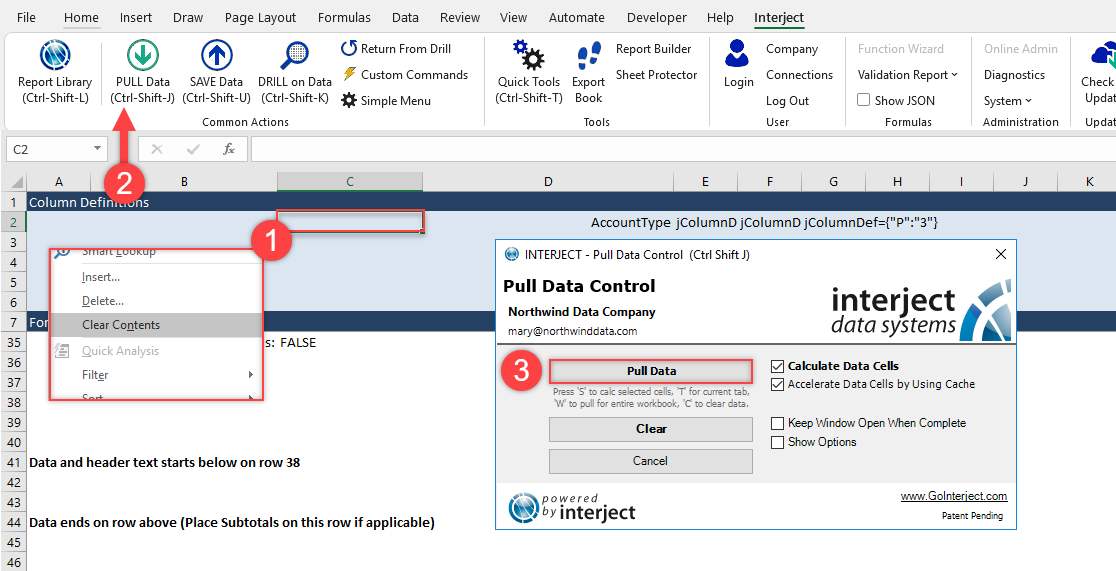 File Home Insert Draw Page Layout Formulas Data Review View Automate Developer Help Interject
Report Library
(Ctrl-Shift-L)
PULL Data
(Ctrl-Shift-J)
SAVE Data
(Ctrl-Shift-U)
DRILL on Data
(Ctrl-Shift-K)
Return From Drill
Custom Commands
Simple Menu
Common Actions
Quick Tools
(Ctrl-Shift-T)
Export
Book
Report Builder
Sheet Protector
Tools
Login
Company
Connections
Log Out
User
Function Wizard
Validation Report
Show JSON
Formulas
Online Admin
Diagnostics
System
Administration
Check
Updat
Updat
C2
fx
2
A B C D E F G H I J K
1 Column Definitions
2 AccountType jColumnD jColumnD jColumnDef={"P":"3"}
1
3
4
5
6
7 For
35 s: FALSE
36
37
38
39
40
41 Data and header text starts below on row 38
42
43
44 Data ends on row above (Place Subtotals on this row if applicable)
45
46
Smart Lookup
Insert...
Delete...
Clear Contents
Quick Analysis
Filter
Sort
INTERJECT - Pull Data Control (Ctrl Shift J)
Pull Data Control
Northwind Data Company
mary@northwinddata.com
interject
data systems
3
Pull Data
Press 'S' to calc selected cells, 'T' for current tab,
'W' to pull for entire workbook, 'C' to clear data.
Clear
Cancel
Calculate Data Cells
Accelerate Data Cells by Using Cache
Keep Window Open When Complete
Show Options
powered
by interject
www.GoInterject.com
Patent Pending